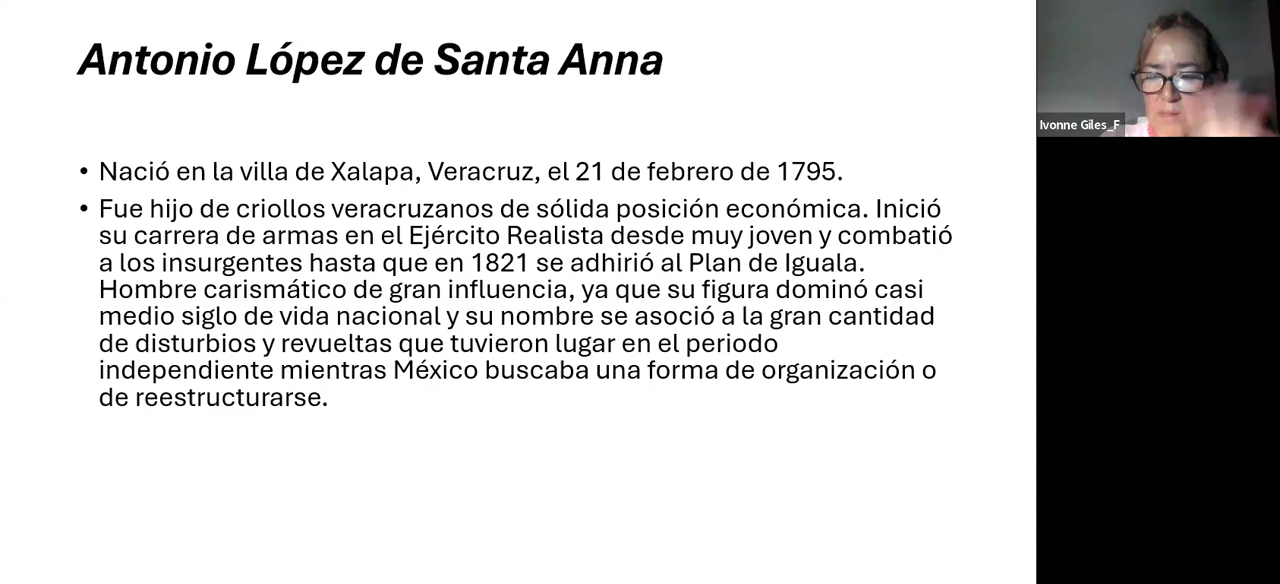 Antonio López de Santa Anna
• Nació en la villa de Xalapa, Veracruz, el 21 de febrero de 1795.
• Fue hijo de criollos veracruzanos de sólida posición económica. Inició
su carrera de armas en el Ejército Realista desde muy joven y combatió
a los insurgentes hasta que en 1821 se adhirió al Plan de Iguala.
Hombre carismático de gran influencia, ya que su figura dominó casi
medio siglo de vida nacional y su nombre se asoció a la gran cantidad
de disturbios y revueltas que tuvieron lugar en el periodo
independiente mientras México buscaba una forma de organización o
de reestructurarse.
Ivonne Giles_F